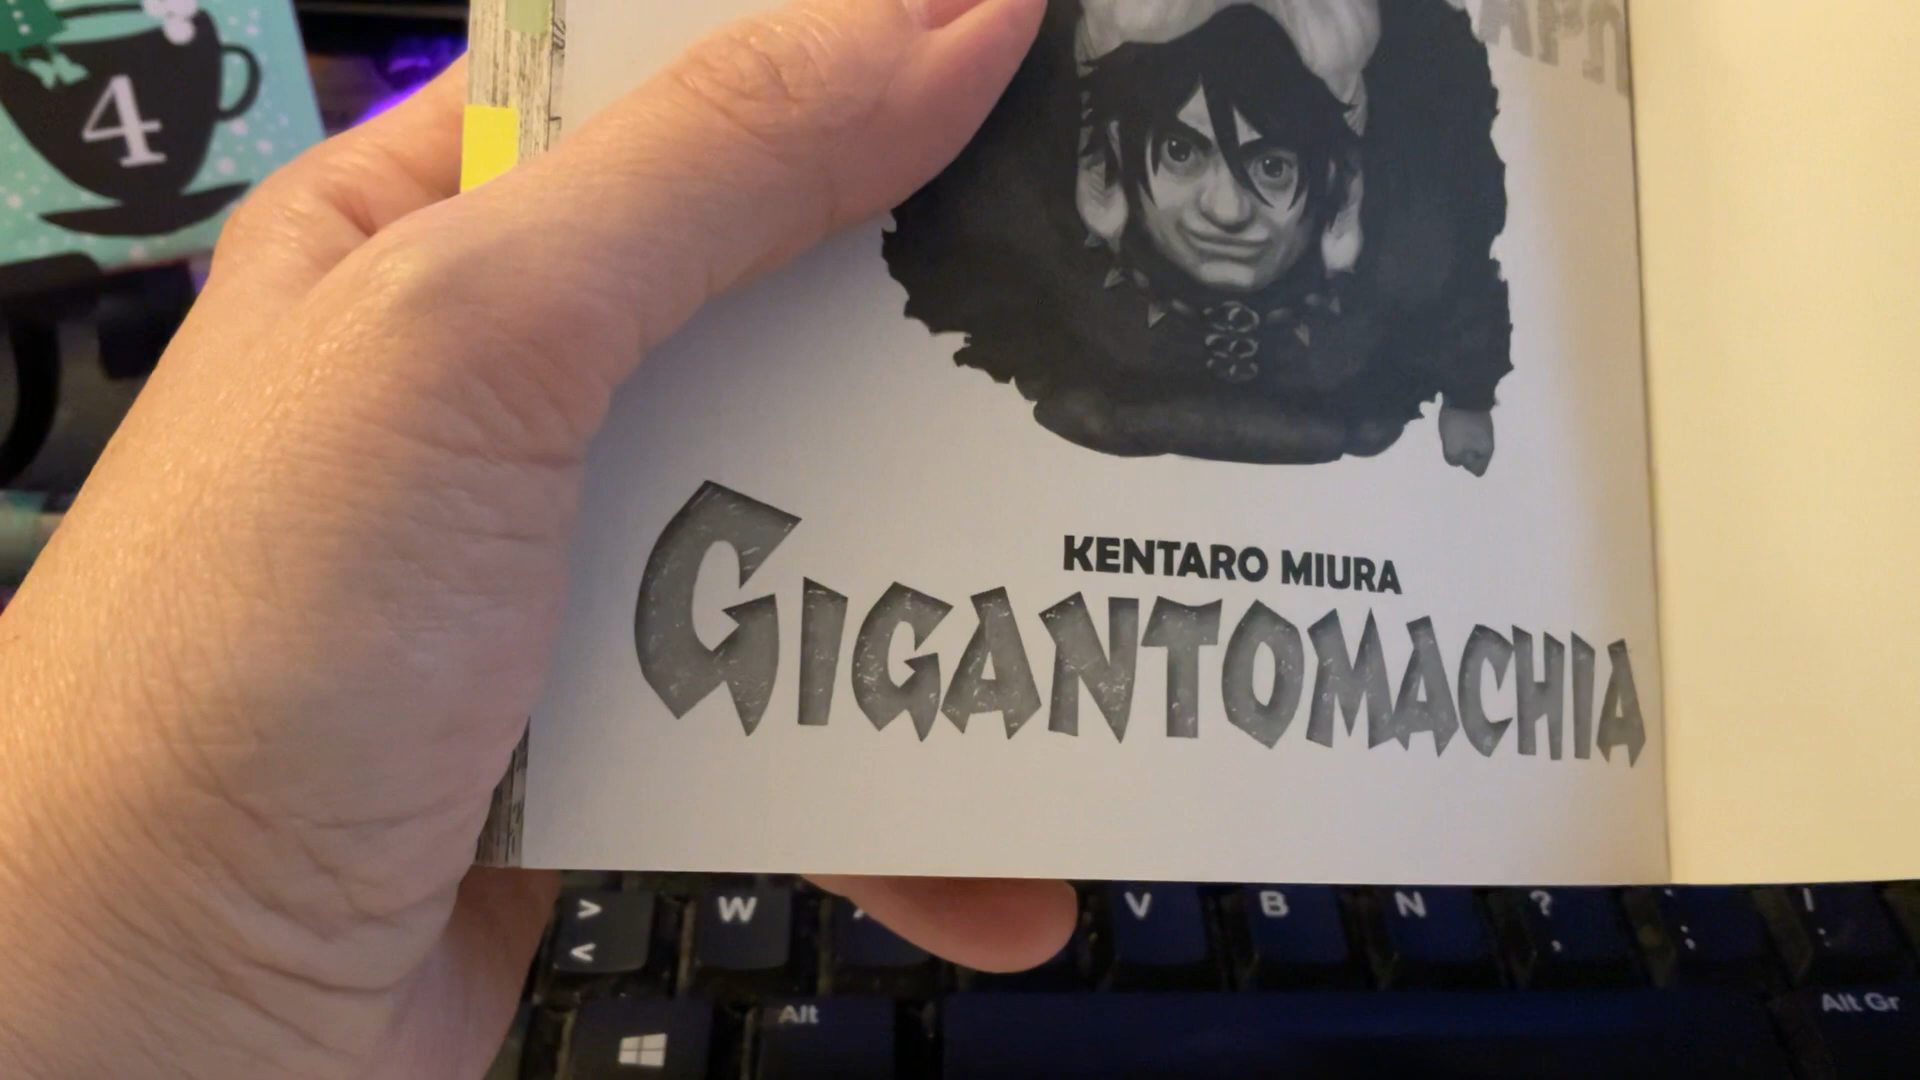 4
KENTARO MIURA
GIGANTOMACHIA
> W V B N ? ; !
< , :
Alt Alt Gr